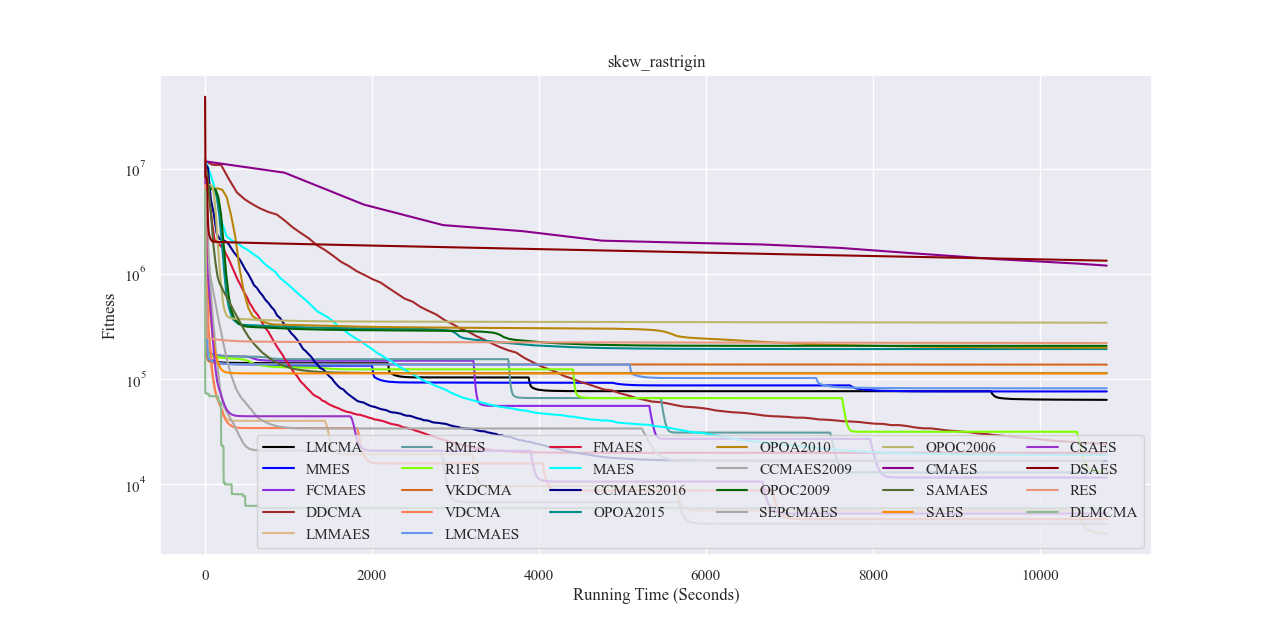 skew_rastrigin
Fitness
10^7
10^6
10^5
10^4
LMCMA RMES FMAES OPOA2010 OPOC2006 CSAES
MMES R1ES MAES CCMAES2009 CMAES DSAES
FCMAES VKDCMA CCMAES2016 OPOC2009 SAMAES RES
DDCMA VDCMA OPOA2015 SEPCMAES SAES DLMCMA
LMMAES LMCMAES
0 2000 4000 6000 8000 10000
Running Time (Seconds)